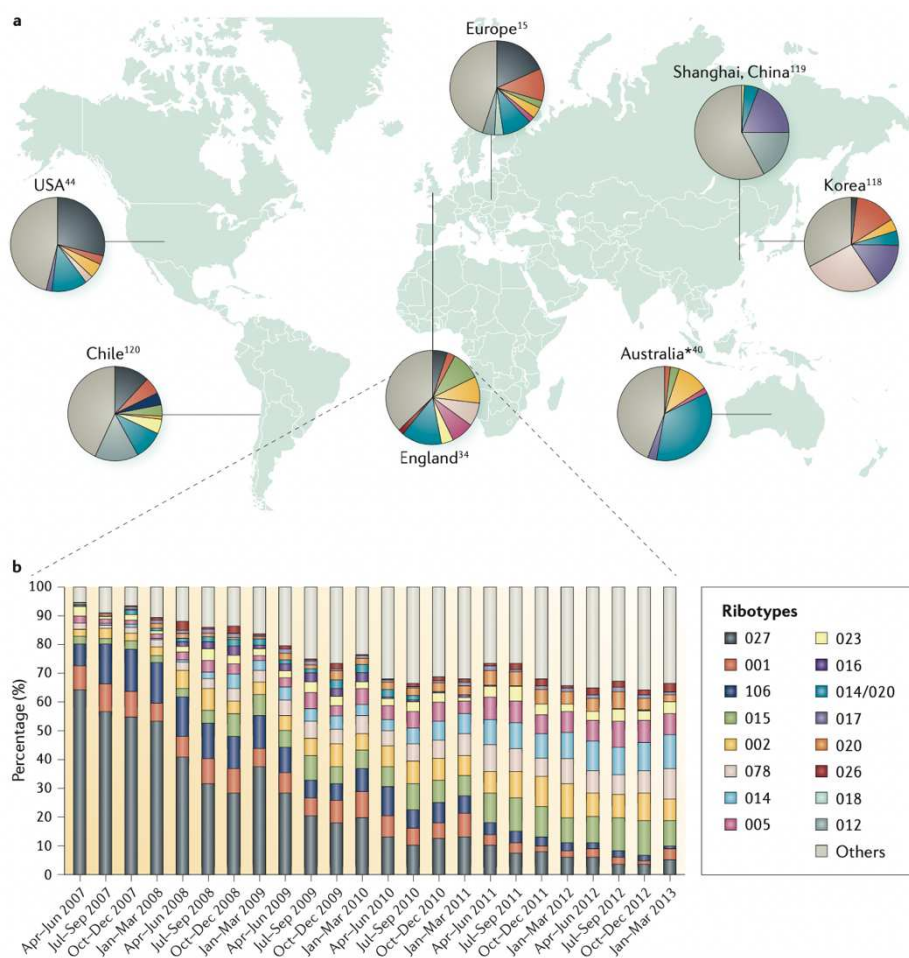 a
Europe15
Shanghai, China119
USA44
Korea118
Chile120
England34
Australia*40
b
Percentage (%)
100
90
80
70
60
50
40
30
20
10
0
Apr–Jun 2007
Jul–Sep 2007
Oct–Dec 2007
Jan–Mar 2008
Apr–Jun 2008
Jul–Sep 2008
Oct–Dec 2008
Jan–Mar 2009
Apr–Jun 2009
Jul–Sep 2009
Oct–Dec 2009
Jan–Mar 2010
Apr–Jun 2010
Jul–Sep 2010
Oct–Dec 2010
Jan–Mar 2011
Apr–Jun 2011
Jul–Sep 2011
Oct–Dec 2011
Jan–Mar 2012
Apr–Jun 2012
Jul–Sep 2012
Oct–Dec 2012
Jan–Mar 2013
Ribotypes
027
001
106
015
002
078
014
005
023
016
014/020
017
020
026
018
012
Others